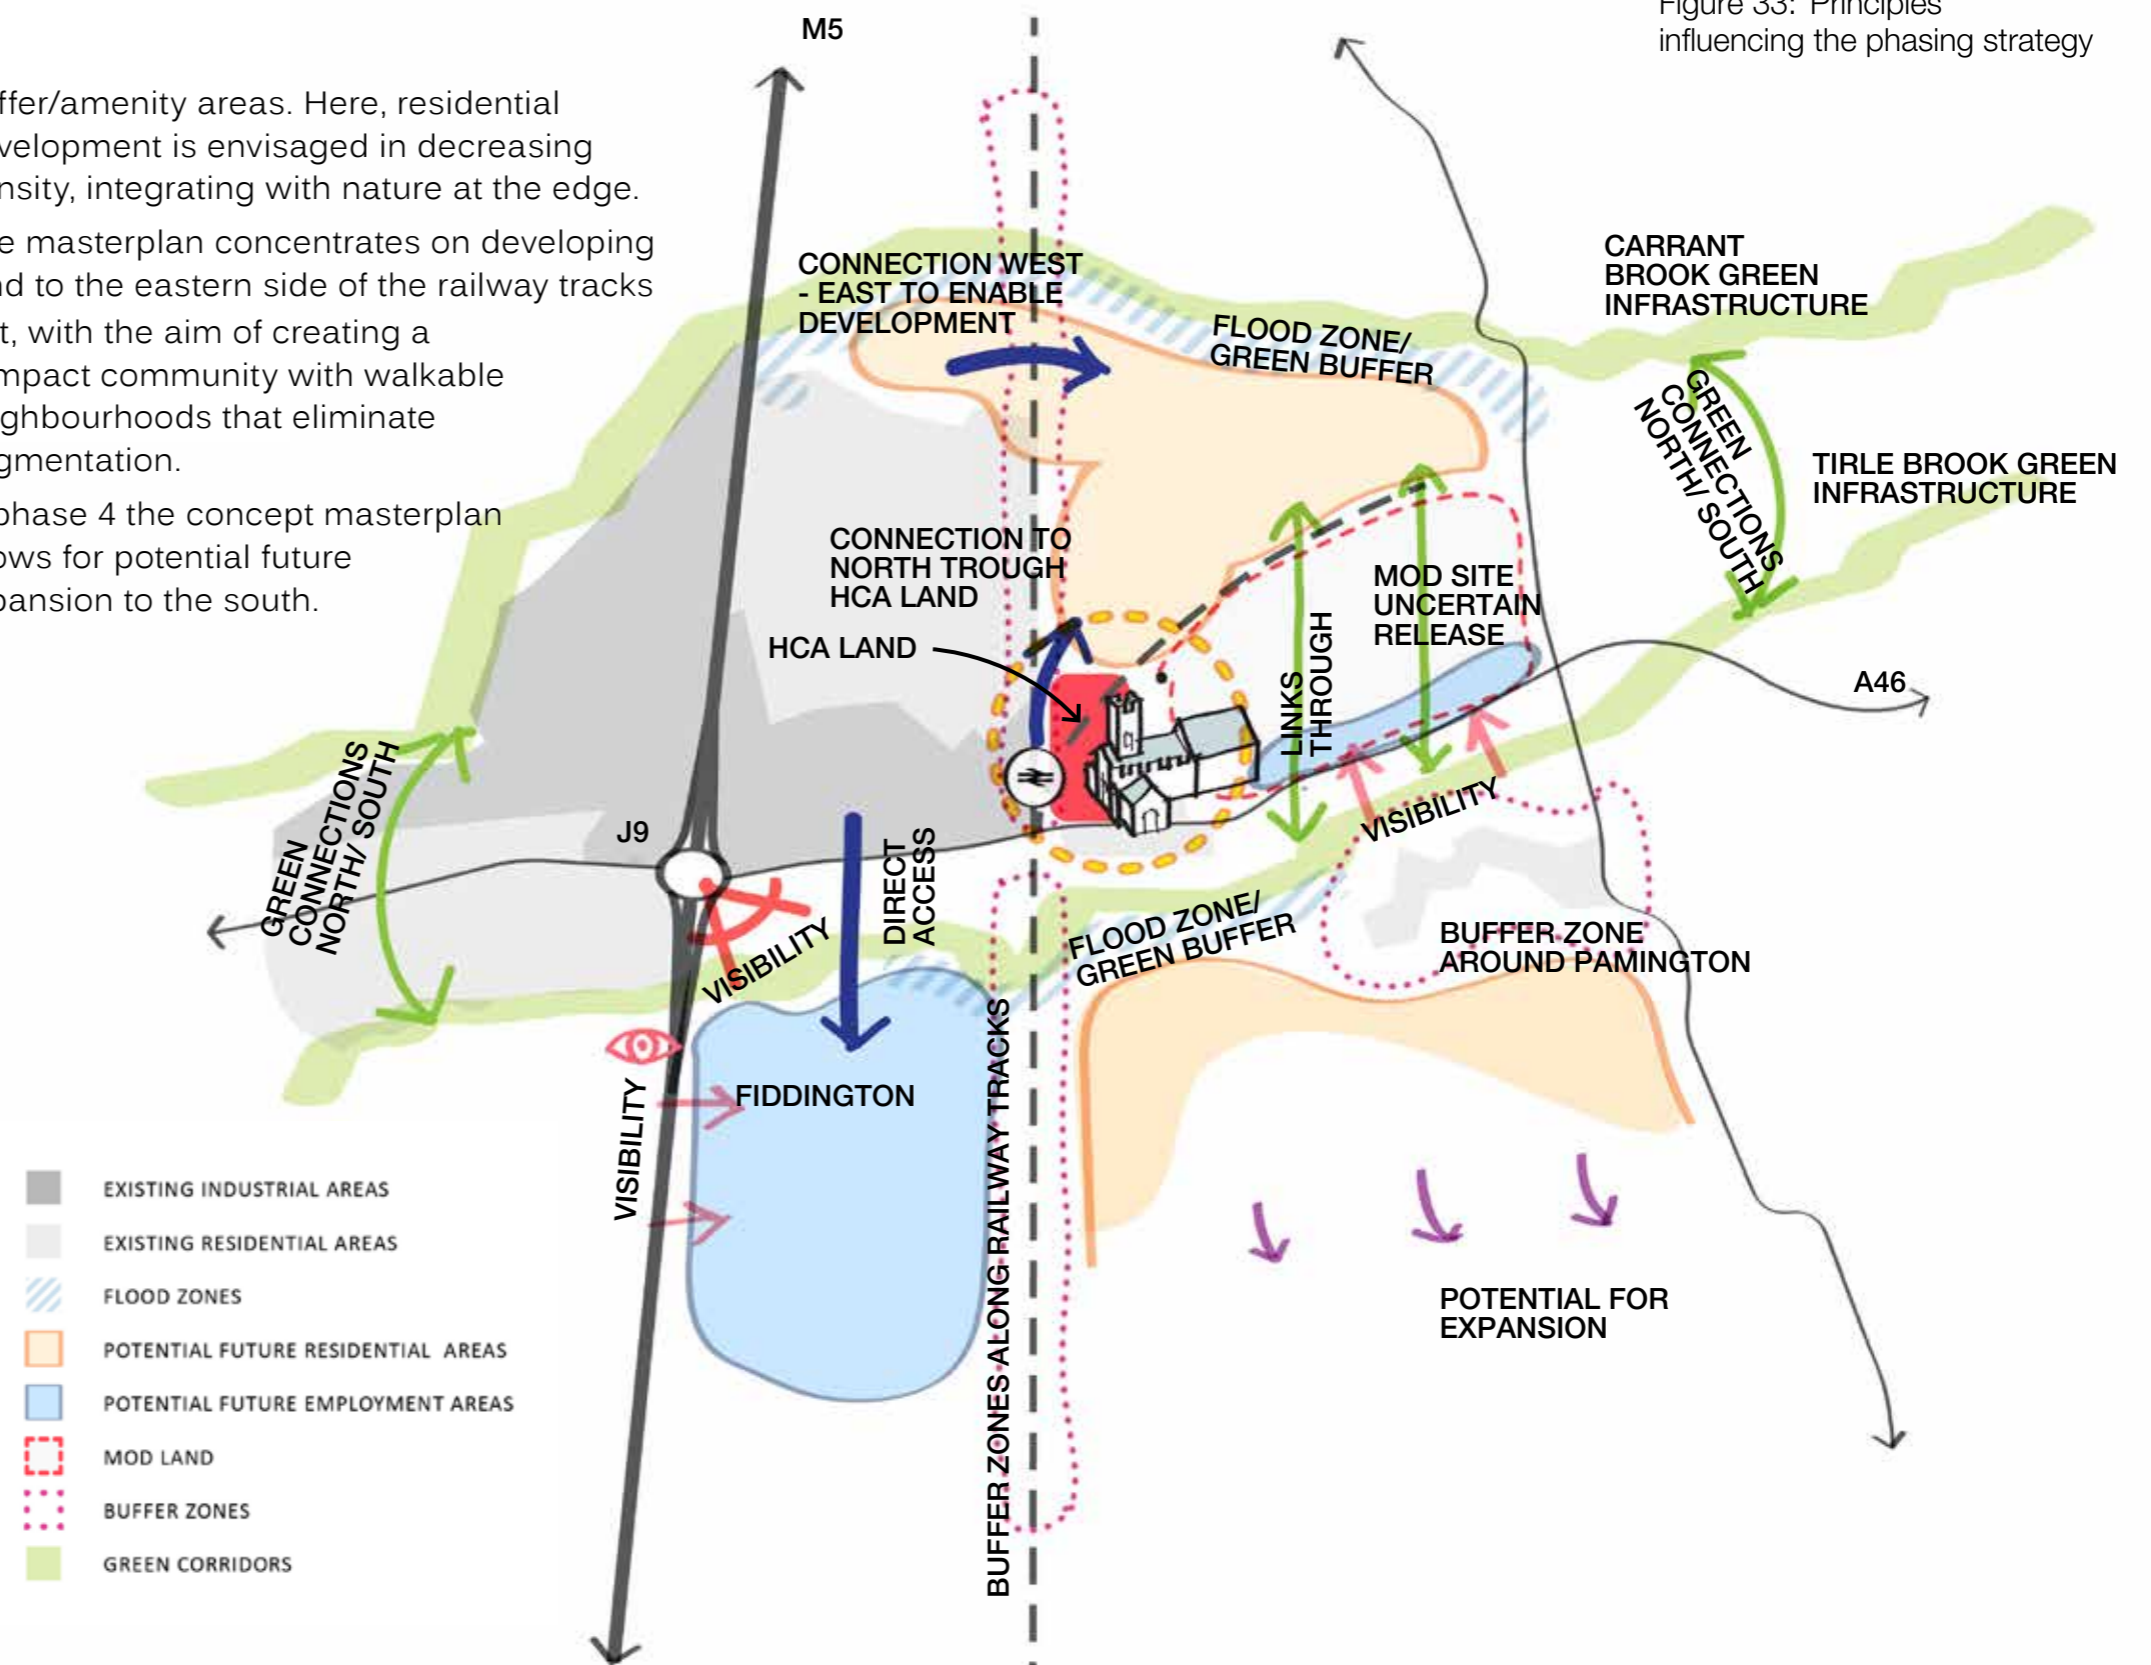 Figure 33: Principles
influencing the phasing strategy
ffer/amenity areas. Here, residential
velopment is envisaged in decreasing
nsity, integrating with nature at the edge.
e masterplan concentrates on developing
nd to the eastern side of the railway tracks
t, with the aim of creating a
mpact community with walkable
ighbourhoods that eliminate
gmentation.
phase 4 the concept masterplan
ows for potential future
pansion to the south.
M5
CONNECTION WEST
- EAST TO ENABLE
DEVELOPMENT
FLOOD ZONE/
GREEN BUFFER
CARRANT
BROOK GREEN
INFRASTRUCTURE
GREEN
CONNECTIONS
NORTH/ SOUTH
TIRLE BROOK GREEN
INFRASTRUCTURE
CONNECTION TO
NORTH TROUGH
HCA LAND
HCA LAND
MOD SITE
UNCERTAIN
RELEASE
LINKS
THROUGH
A46
GREEN
CONNECTIONS
NORTH/ SOUTH
J9
DIRECT
ACCESS
VISIBILITY
VISIBILITY
FLOOD ZONE/
GREEN BUFFER
BUFFER ZONE
AROUND PAMINGTON
VISIBILITY
FIDDINGTON
BUFFER ZONES ALONG RAILWAY TRACKS
POTENTIAL FOR
EXPANSION
EXISTING INDUSTRIAL AREAS
EXISTING RESIDENTIAL AREAS
FLOOD ZONES
POTENTIAL FUTURE RESIDENTIAL AREAS
POTENTIAL FUTURE EMPLOYMENT AREAS
MOD LAND
BUFFER ZONES
GREEN CORRIDORS